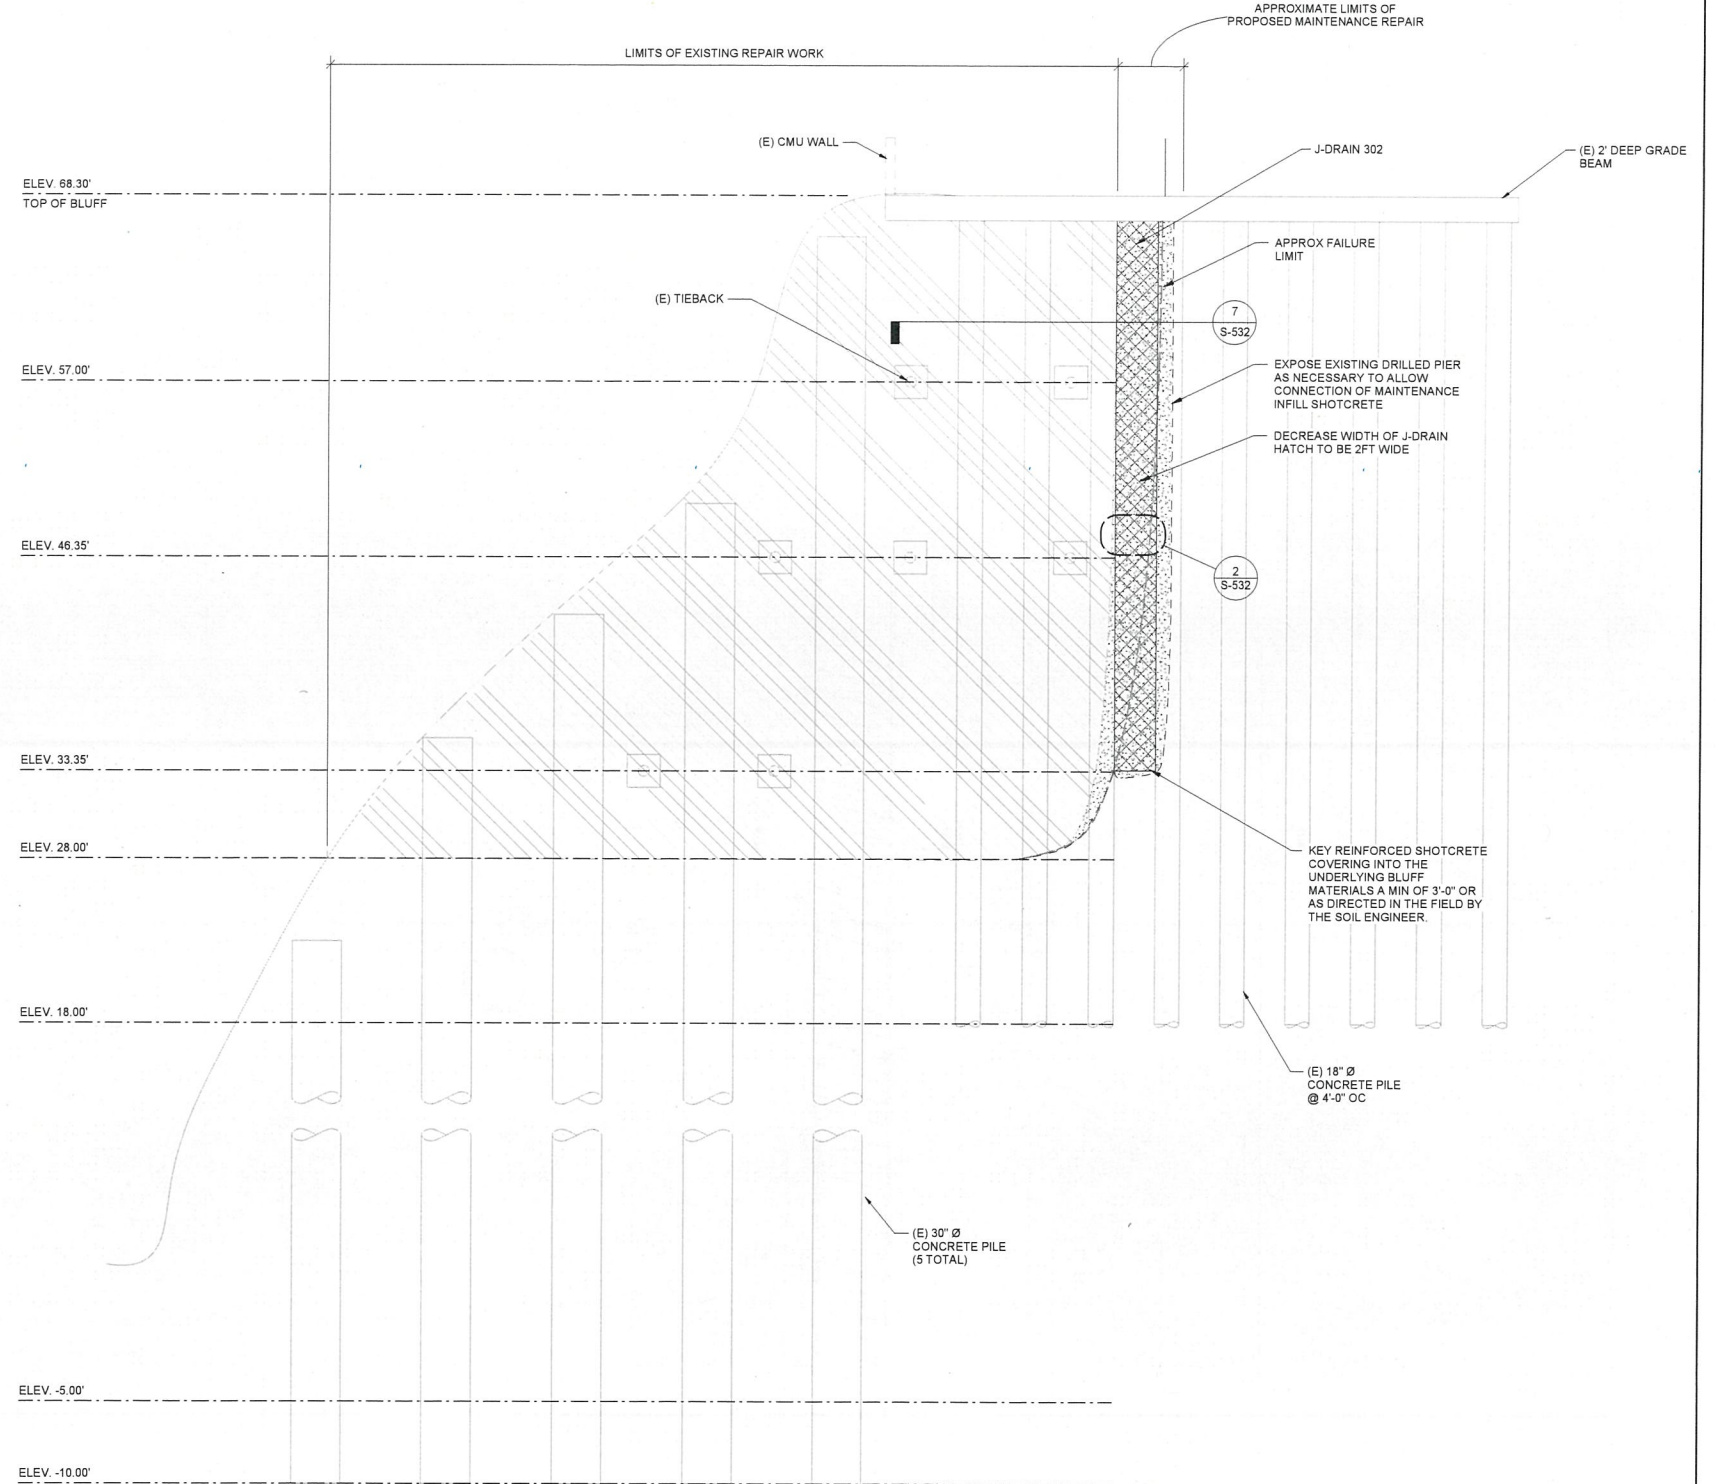 APPROXIMATE LIMITS OF
PROPOSED MAINTENANCE REPAIR
LIMITS OF EXISTING REPAIR WORK
(E) CMU WALL
J-DRAIN 302
(E) 2' DEEP GRADE
BEAM
ELEV. 68.30'
TOP OF BLUFF
APPROX FAILURE
LIMIT
(E) TIEBACK
7
S-532
ELEV. 57.00'
EXPOSE EXISTING DRILLED PIER
AS NECESSARY TO ALLOW
CONNECTION OF MAINTENANCE
INFILL SHOTCRETE
DECREASE WIDTH OF J-DRAIN
HATCH TO BE 2FT WIDE
ELEV. 46.35'
2
S-532
ELEV. 33.35'
ELEV. 28.00'
KEY REINFORCED SHOTCRETE
COVERING INTO THE
UNDERLYING BLUFF
MATERIALS A MIN OF 3'-0" OR
AS DIRECTED IN THE FIELD BY
THE SOIL ENGINEER.
ELEV. 18.00'
(E) 18" Ø
CONCRETE PILE
@ 4'-0" OC
(E) 30" Ø
CONCRETE PILE
(5 TOTAL)
ELEV. -5.00'
ELEV. -10.00'